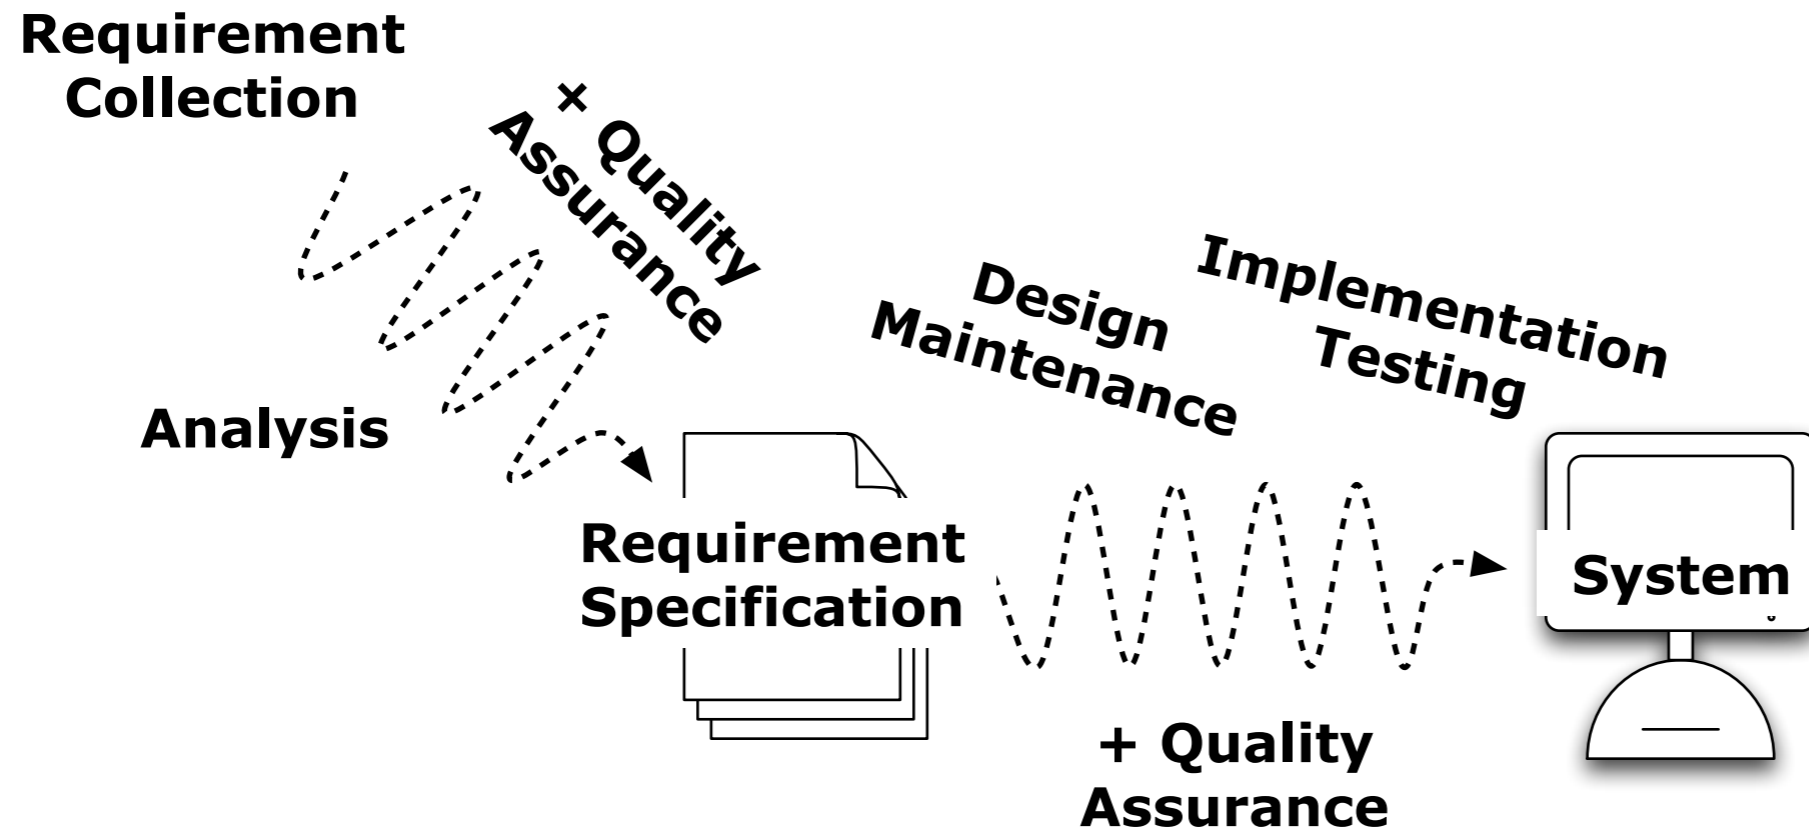 Requirement
Collection
+ Quality
Assurance
Analysis
Requirement
Specification
Design
Maintenance
Implementation
Testing
System
+ Quality
Assurance